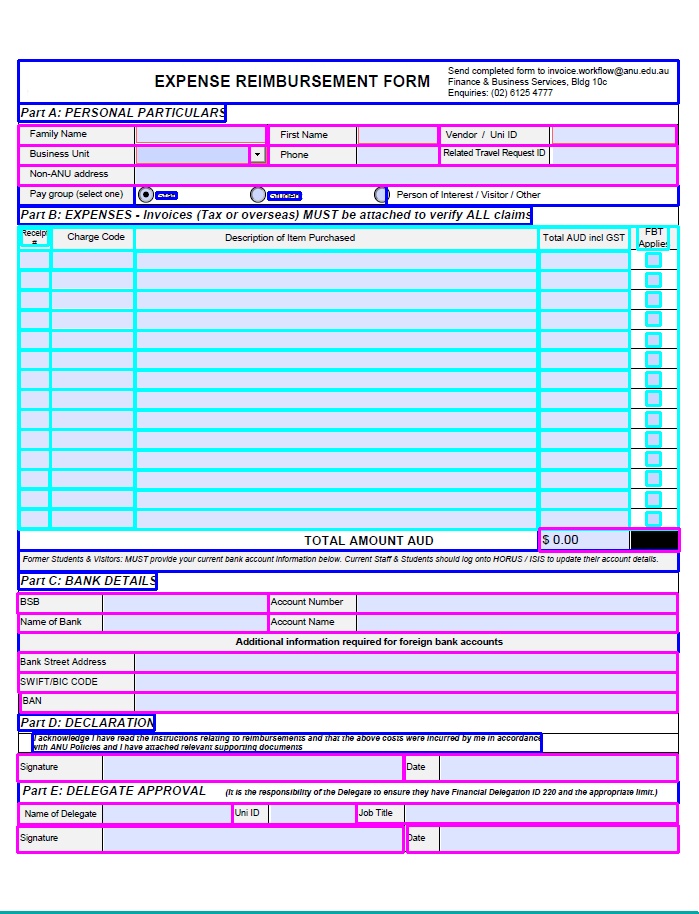 EXPENSE REIMBURSEMENT FORM
Send completed form to invoice.workflow@anu.edu.au
Finance & Business Services, Bldg 10c
Enquiries: (02) 6125 4777
Part A: PERSONAL PARTICULARS
Family Name First Name Vendor / Uni ID
Business Unit Phone Related Travel Request ID
Non-ANU address
Pay group (select one) Staff Student Person of Interest / Visitor / Other
Part B: EXPENSES - Invoices (Tax or overseas) MUST be attached to verify ALL claims
Receipt # Charge Code Description of Item Purchased Total AUD incl GST FBT Applies
TOTAL AMOUNT AUD $ 0.00
Former Students & Visitors: MUST provide your current bank account information below. Current Staff & Students should log onto HORUS / ISIS to update their account details.
Part C: BANK DETAILS
BSB Account Number
Name of Bank Account Name
Additional information required for foreign bank accounts
Bank Street Address
SWIFT/BIC CODE
IBAN
Part D: DECLARATION
I acknowledge I have read the instructions relating to reimbursements and that the above costs were incurred by me in accordance
with ANU Policies and I have attached relevant supporting documents
Signature Date
Part E: DELEGATE APPROVAL (It is the responsibility of the Delegate to ensure they have Financial Delegation ID 220 and the appropriate limit.)
Name of Delegate Uni ID Job Title
Signature Date